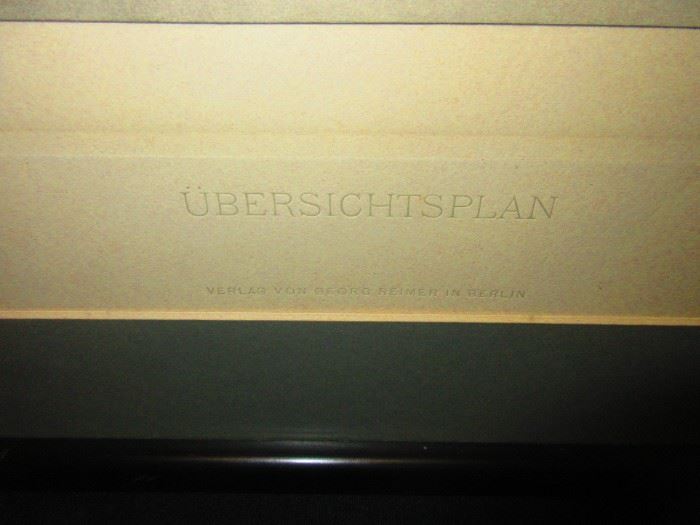 ÜBERSICHTSPLAN
VERLAG VON GEORG REIMER IN BERLIN